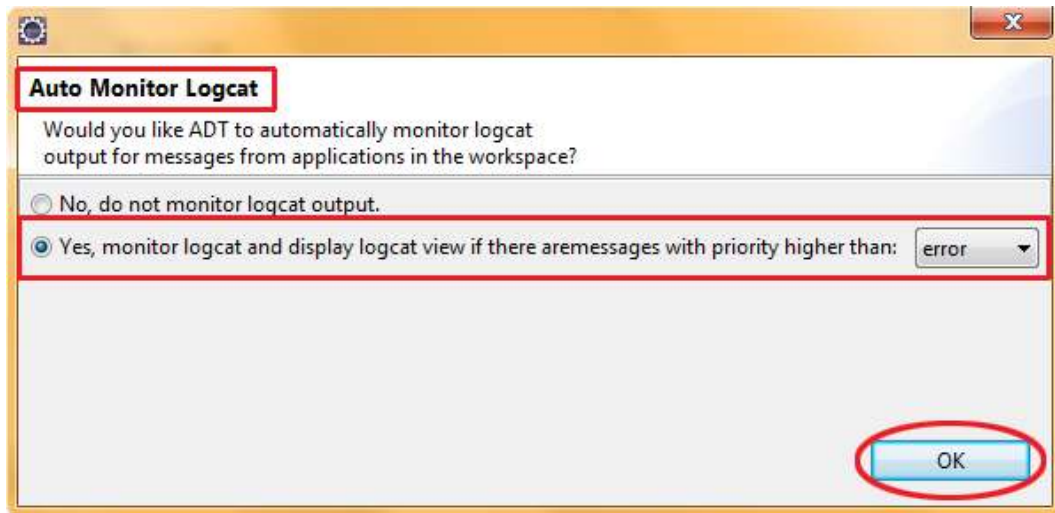 Auto Monitor Logcat
Would you like ADT to automatically monitor logcat
output for messages from applications in the workspace?
No, do not monitor logcat output.
Yes, monitor logcat and display logcat view if there aremessages with priority higher than: error
OK